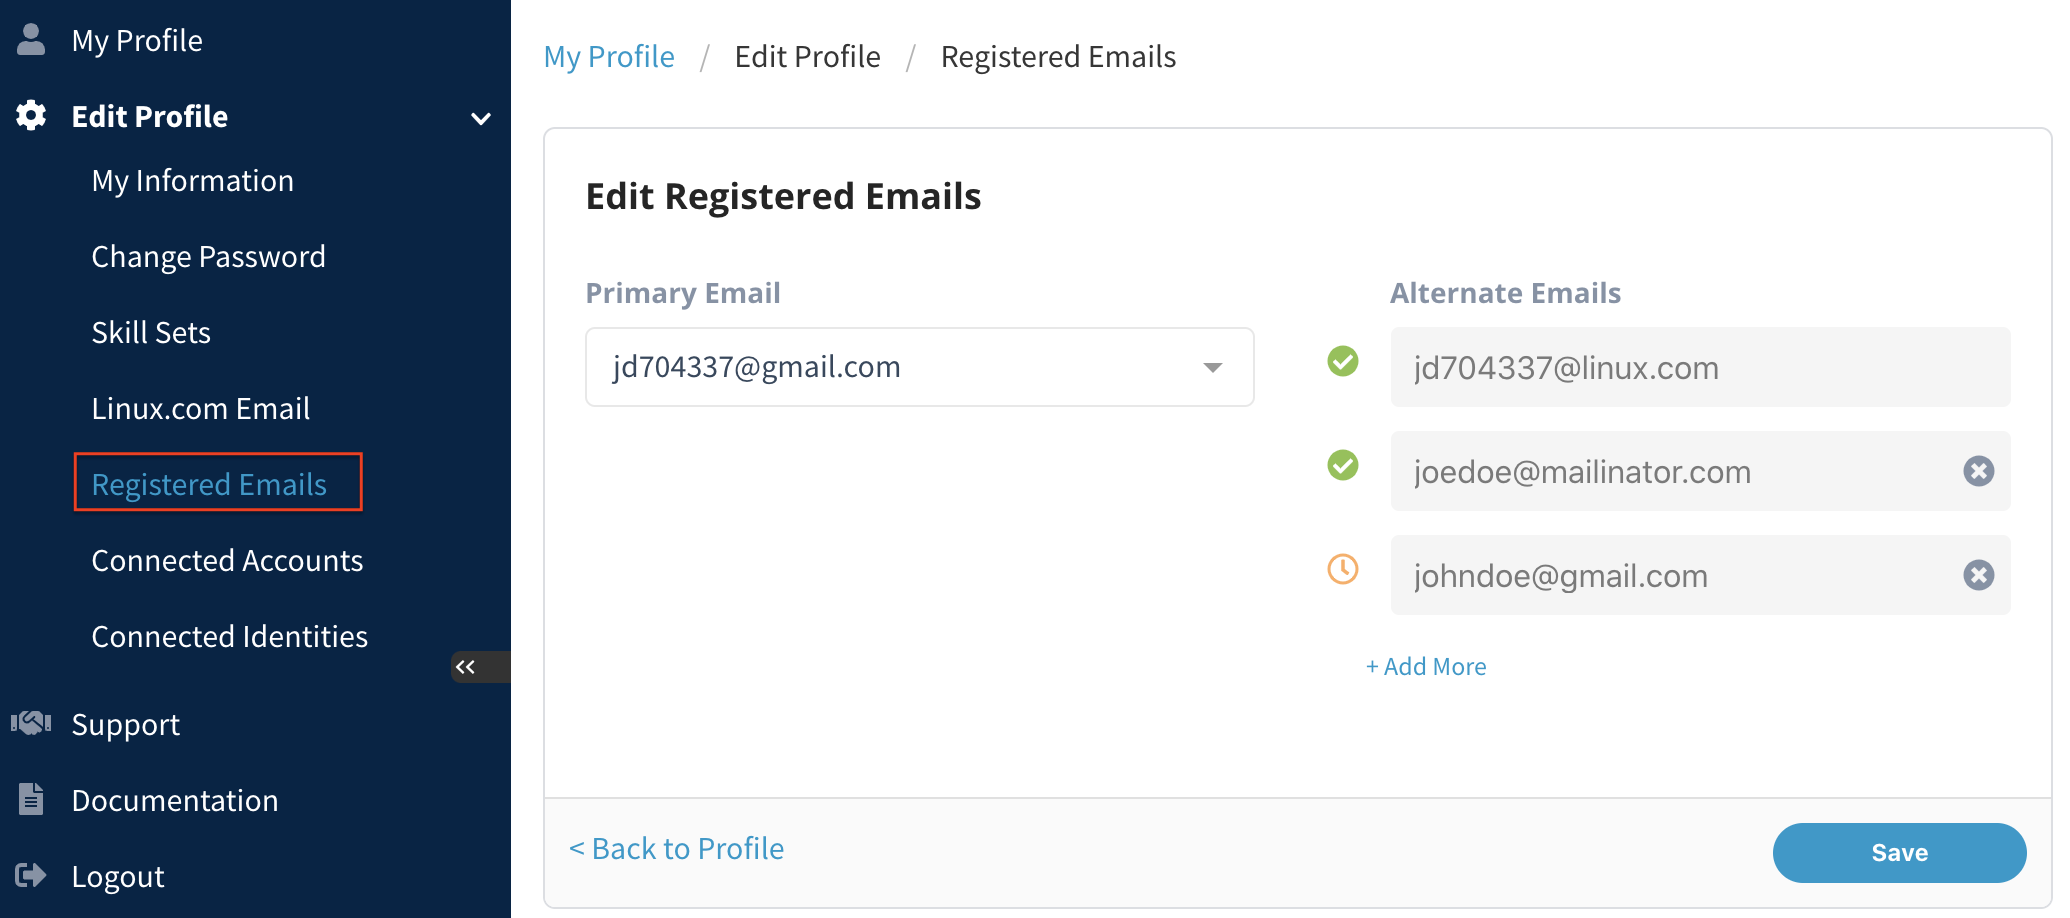 My Profile
Edit Profile
My Information
Change Password
Skill Sets
Linux.com Email
Registered Emails
Connected Accounts
Connected Identities
Support
Documentation
Logout
My Profile / Edit Profile / Registered Emails
Edit Registered Emails
Primary Email
jd704337@gmail.com
Alternate Emails
jd704337@linux.com
joedoe@mailinator.com
johndoe@gmail.com
+ Add More
< Back to Profile
Save